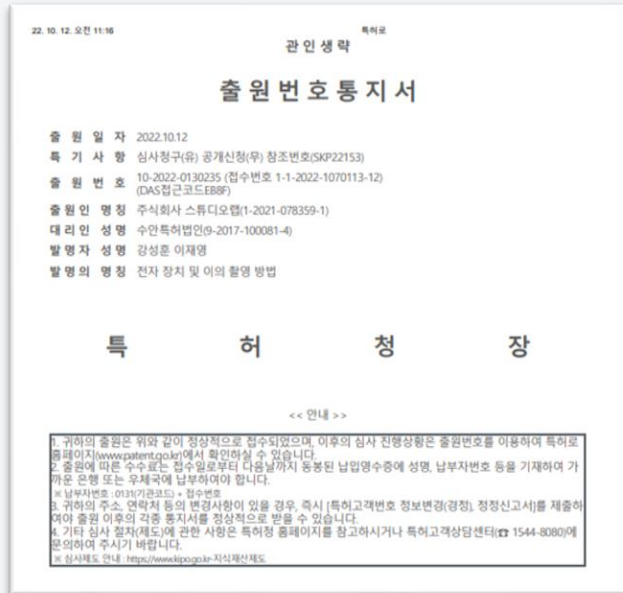 22. 10. 12. 오전 11:16
특허로
관 인 생 략
출 원 번 호 통 지 서
출 원 일 자 2022.10.12
특 기 사 항 심사청구(유) 공개신청(무) 참조번호(SKP22153)
출 원 번 호 10-2022-0130235 (접수번호 1-1-2022-1070113-12)
(DAS접근코드EB8F)
출원인 명칭 주식회사 스튜디오랩(1-2021-078359-1)
대리인 성명 수안특허법인(9-2017-100081-4)
발명자 성명 강성훈 이재영
발명의 명칭 전자 장치 및 이의 촬영 방법
특 허 청 장
<< 안내 >>
1. 귀하의 출원은 위와 같이 정상적으로 접수되었으며, 이후의 심사 진행상황은 출원번호를 이용하여 특허로
홈페이지(www.patent.go.kr)에서 확인하실 수 있습니다.
2. 출원에 따른 수수료는 접수일로부터 다음날까지 동봉된 납입영수증에 성명, 납부자번호 등을 기재하여 가
까운 은행 또는 우체국에 납부하여야 합니다.
※ 납부자번호 : 0131(기관코드) + 접수번호
3. 귀하의 주소, 연락처 등의 변경사항이 있을 경우, 즉시 [특허고객번호 정보변경(경정), 정정신고서]를 제출하
여야 출원 이후의 각종 통지서를 정상적으로 받을 수 있습니다.
4. 기타 심사 절차(제도)에 관한 사항은 특허청 홈페이지를 참고하시거나 특허고객상담센터(☎ 1544-8080)에
문의하여 주시기 바랍니다.
※ 심사제도 안내 : https://www.kipo.go.kr-지식재산제도